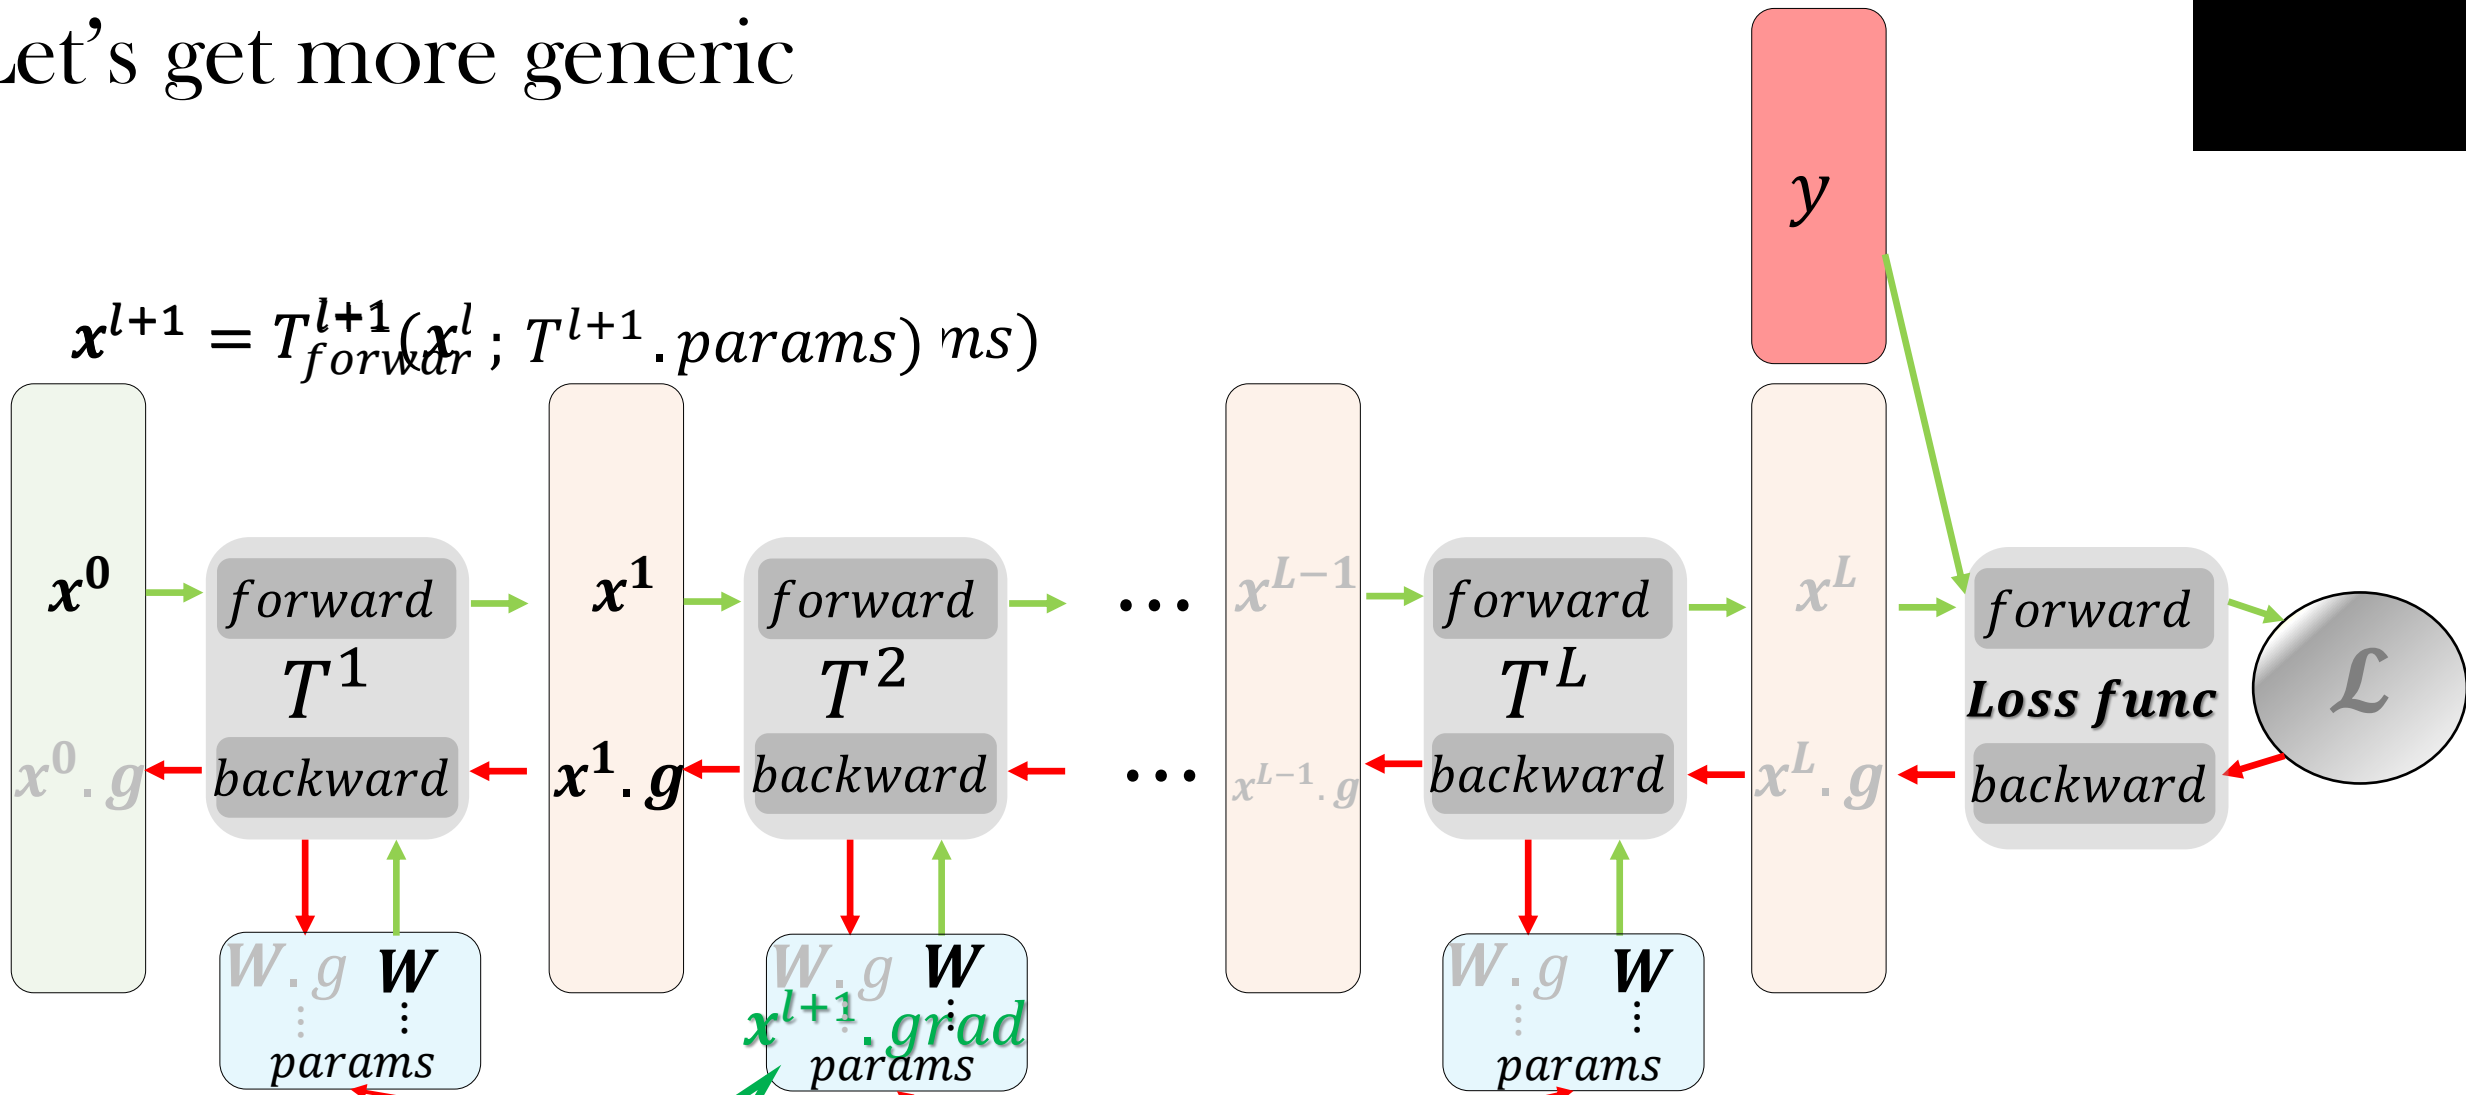 Let's get more generic
y
x^{l+1} = T^{l+1}_{forwar}(x^l ; T^{l+1}.params) ms)
x^0 forward x^1 forward ... x^{L-1} forward x^L forward
T^1 T^2 T^L Loss func ℒ
x^0.g backward x^1.g backward ... x^{L-1}.g backward x^L.g backward
W.g W W.g W W.g W
⋮ ⋮ ⋮ ⋮ ⋮ ⋮
x^{l+1}.grad
params params params